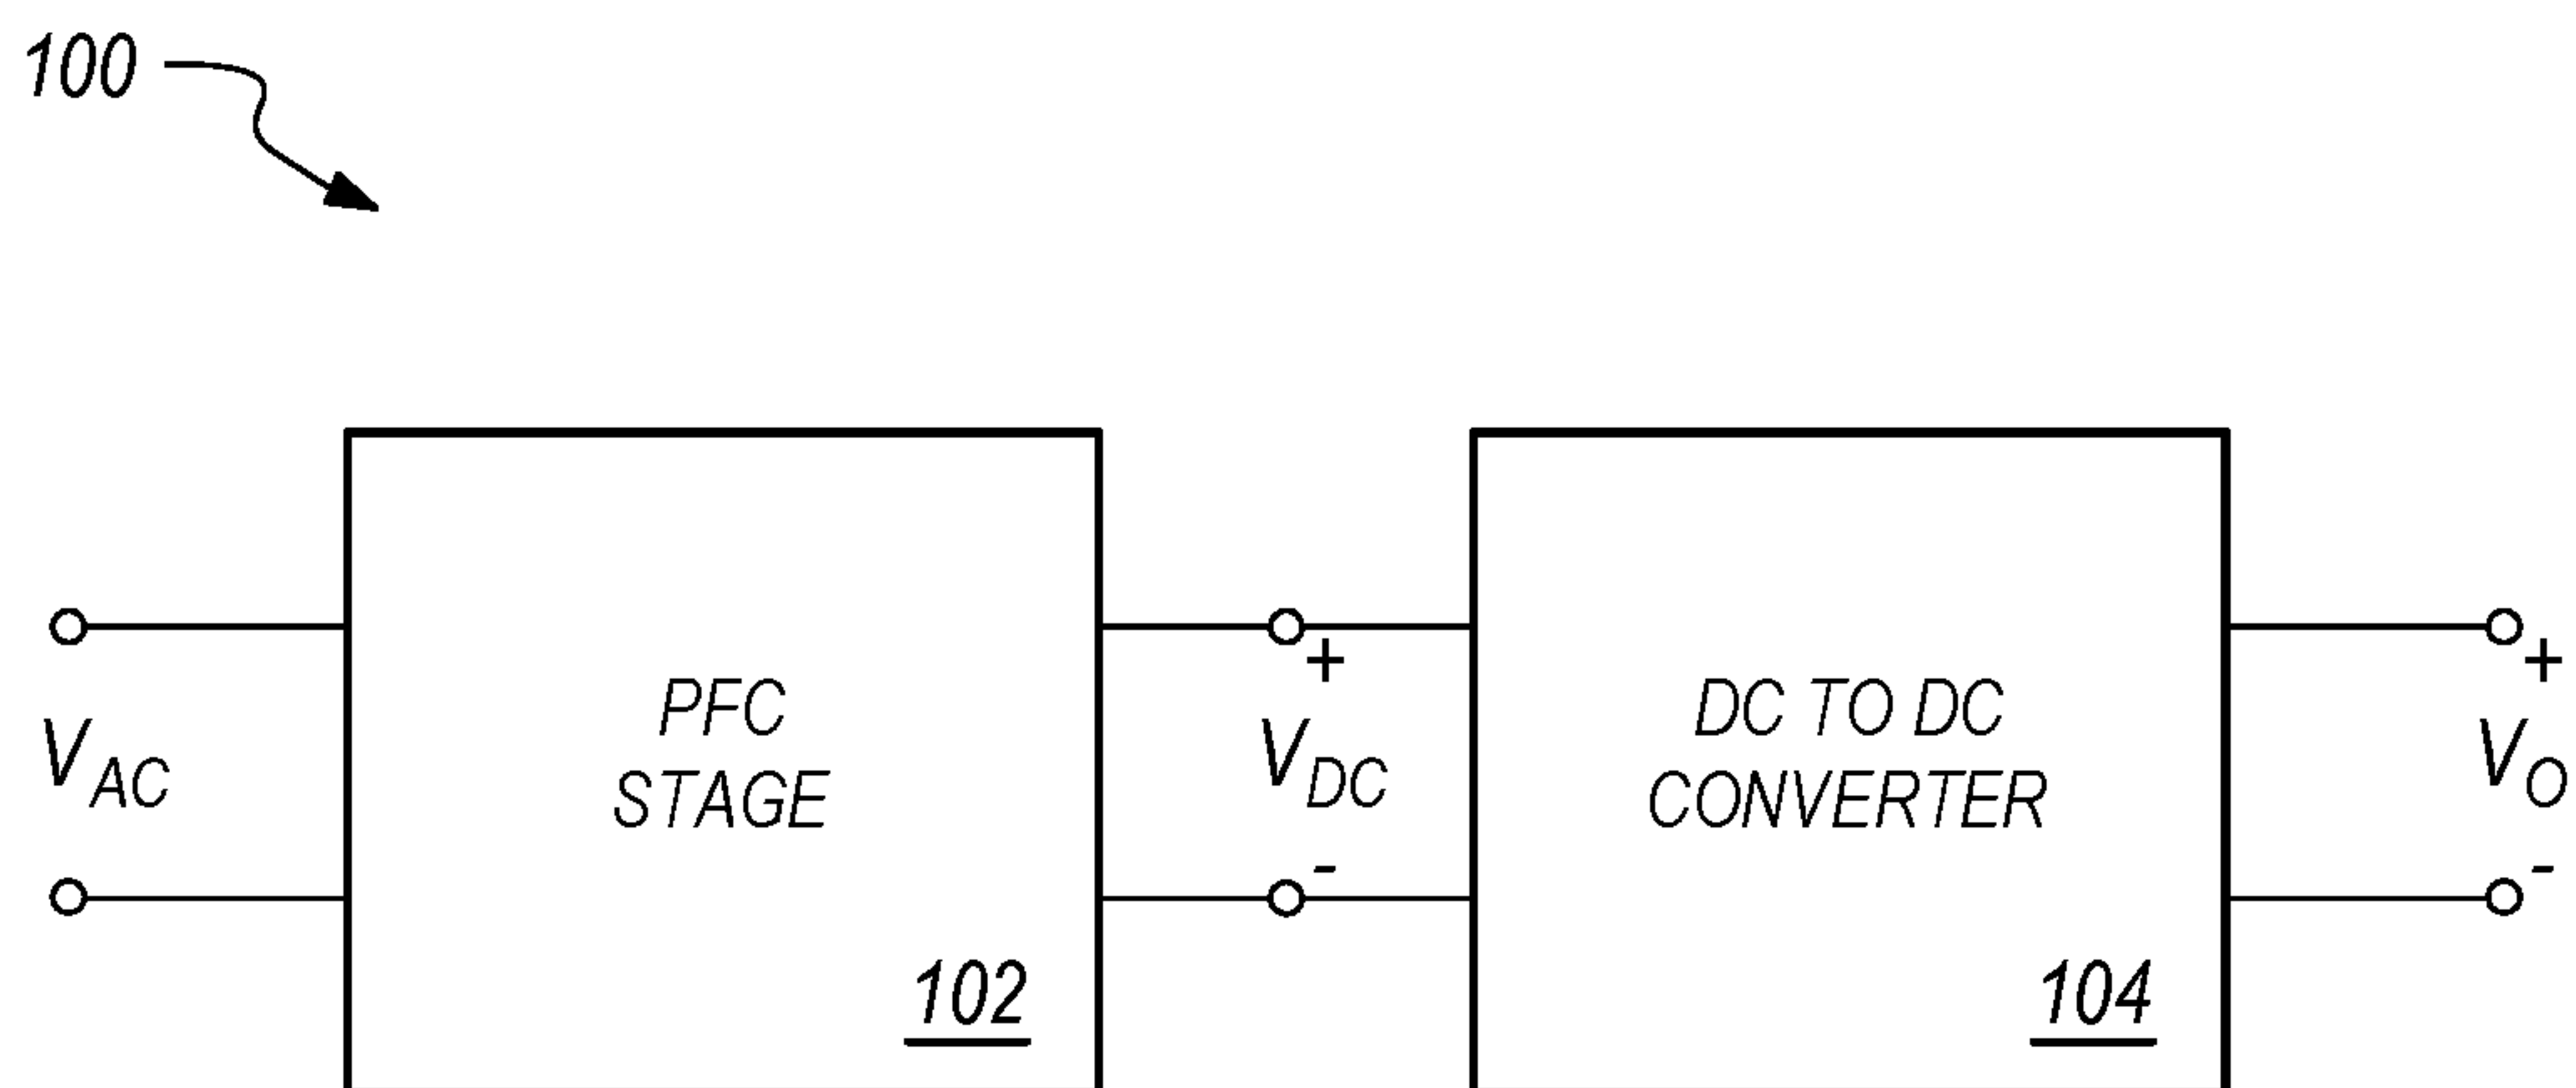 100
PFC
STAGE
102
V_AC
+
V_DC
-
DC TO DC
CONVERTER
104
+
V_O
-